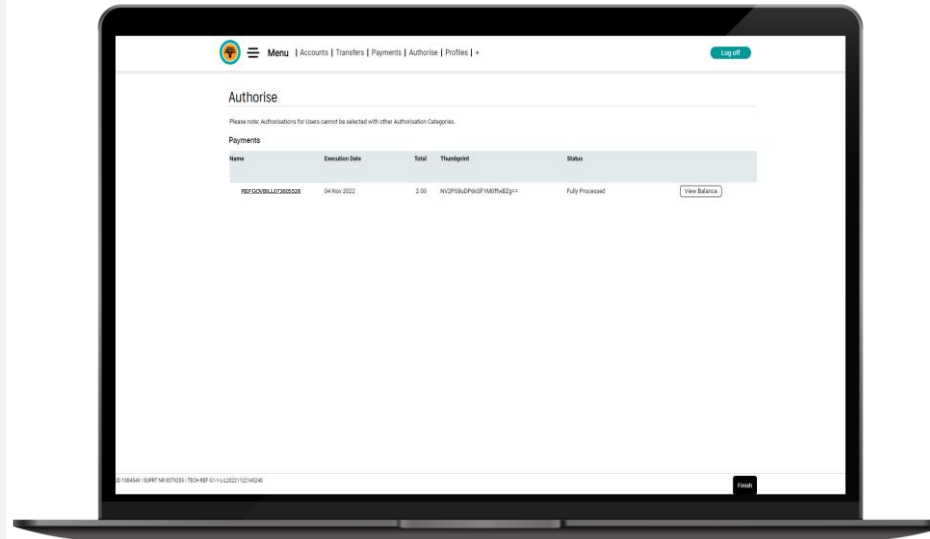 Menu | Accounts | Transfers | Payments | Authorise | Profiles | +
Log off
Authorise
Please note: Authorisations for Users cannot be selected with other Authorisation Categories.
Payments
Name Execution Date Total Thumbprint Status
REFGOVBILL073605528 04 Nov 2022 2.00 Fully Processed View Balance
Finish